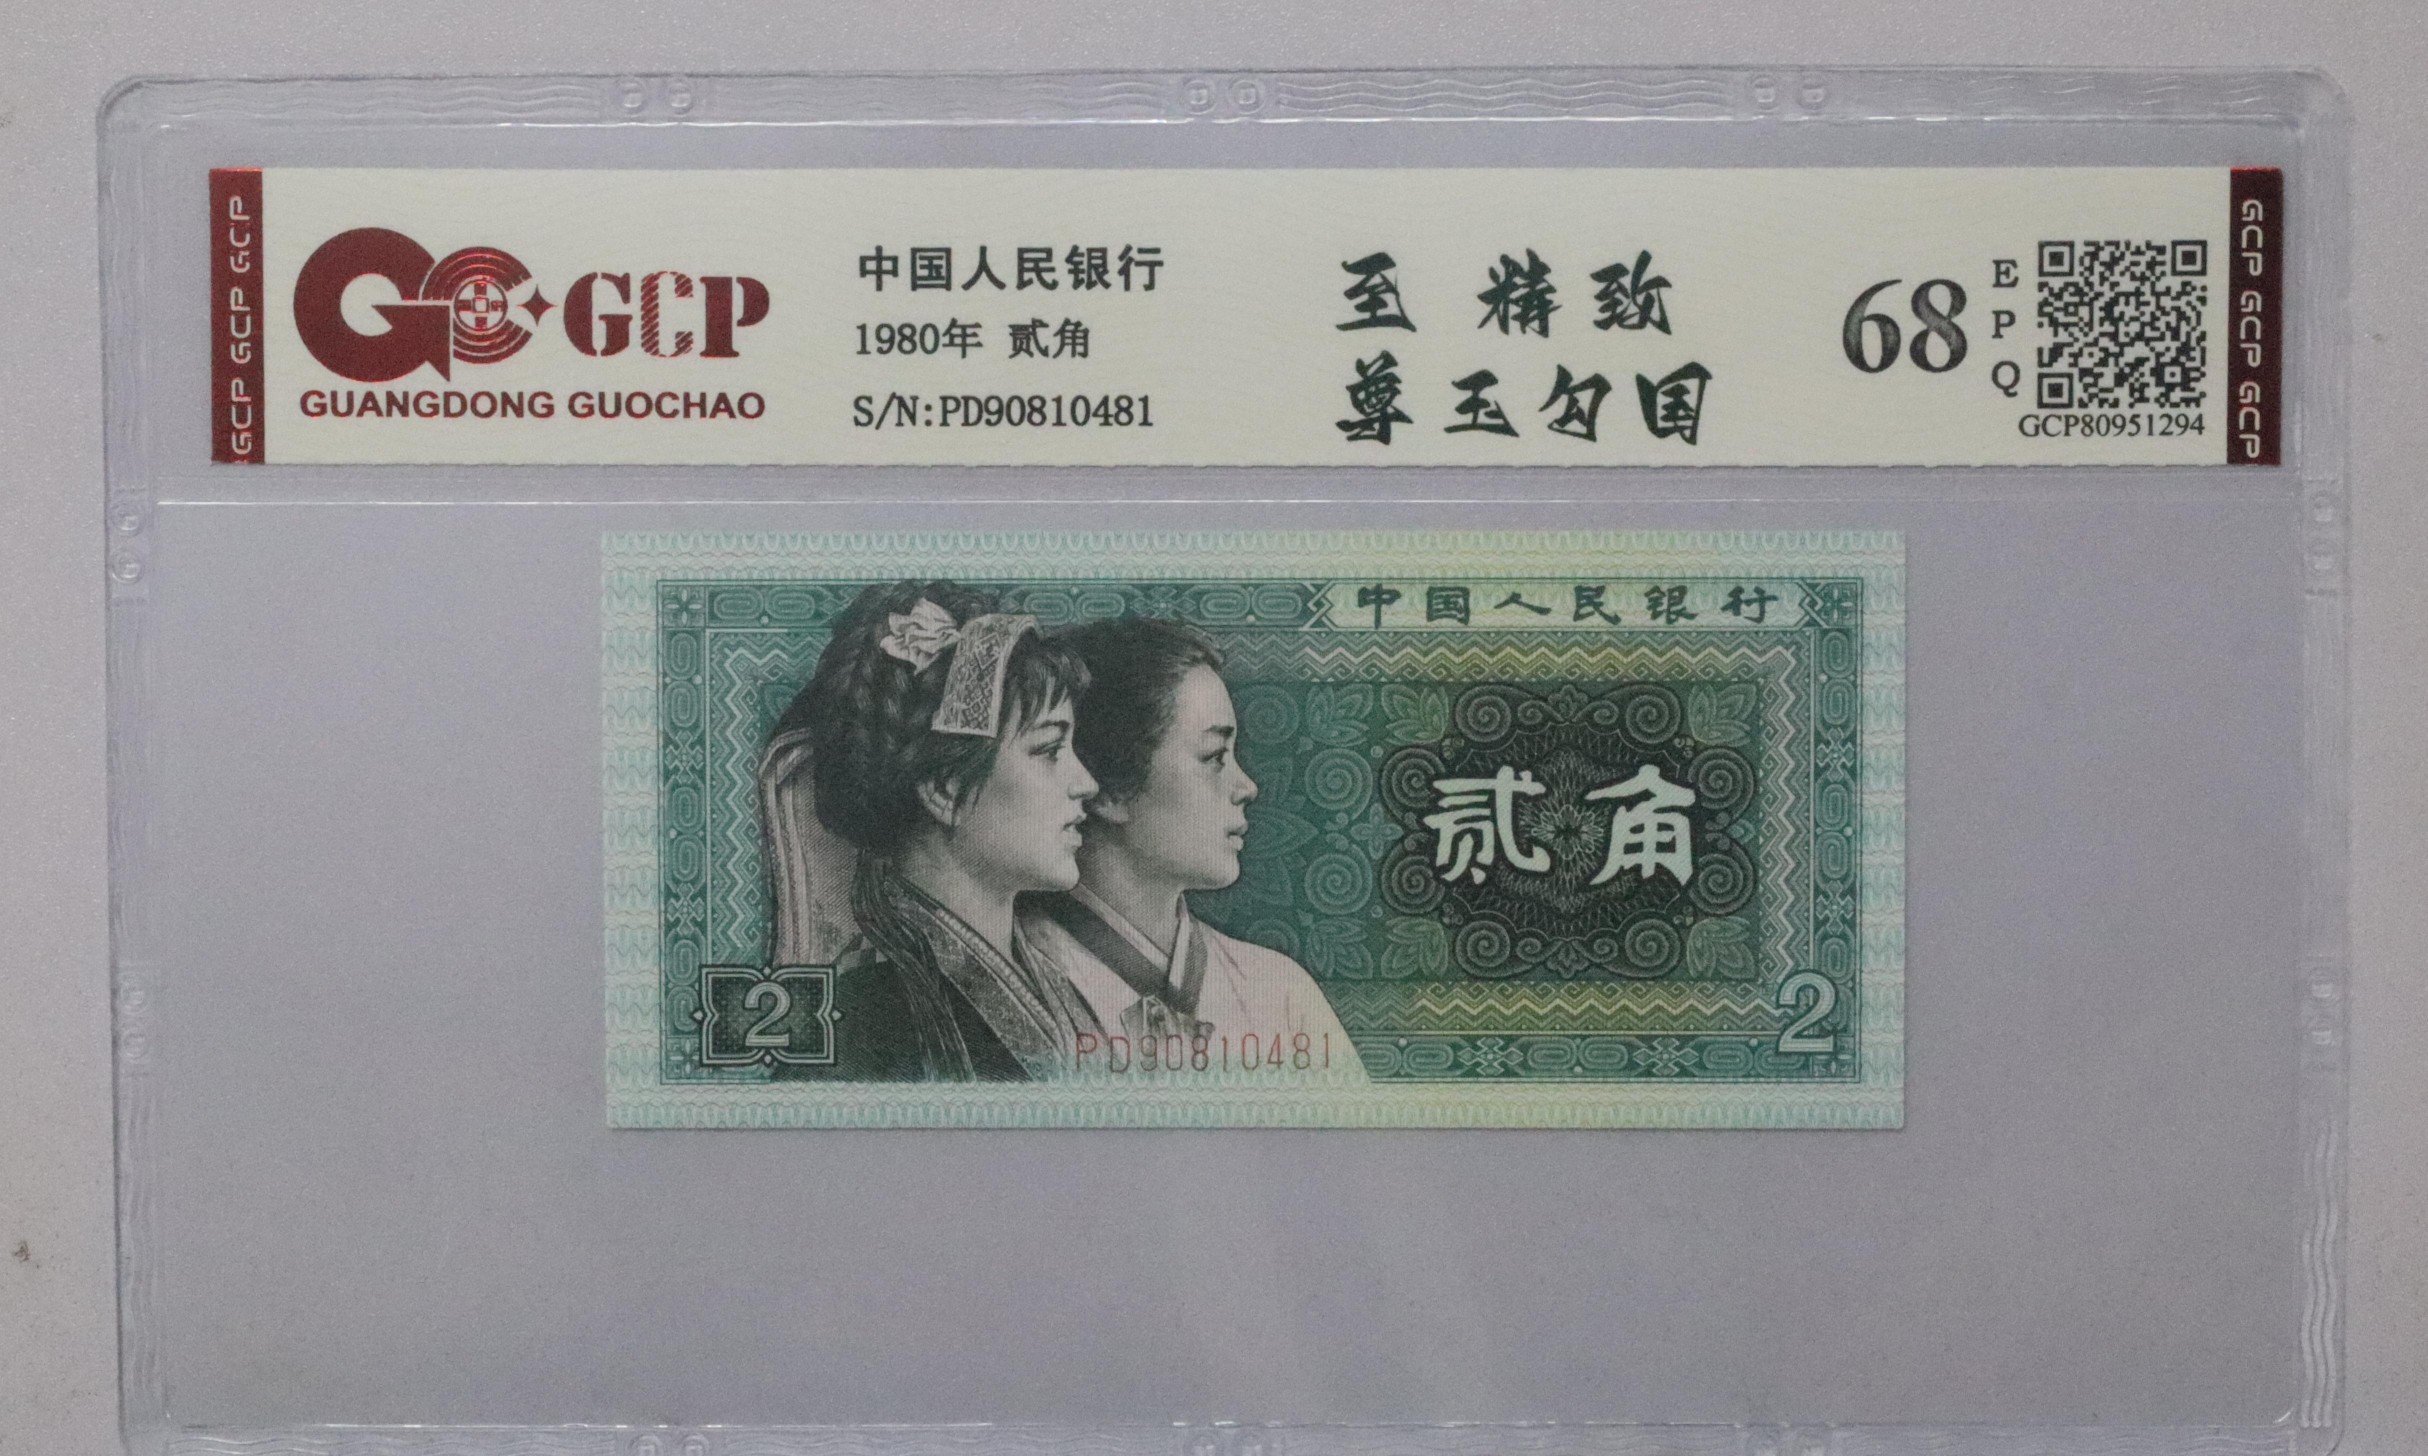 GCP GCP GCP
GCP
GUANGDONG GUOCHAO
中国人民银行
1980年 贰角
S/N:PD90810481
至 精 致
尊 玉 勾 国
68
E
P
Q
GCP80951294
GCP GCP GCP
中国人民银行
贰角
2
PD90810481
2